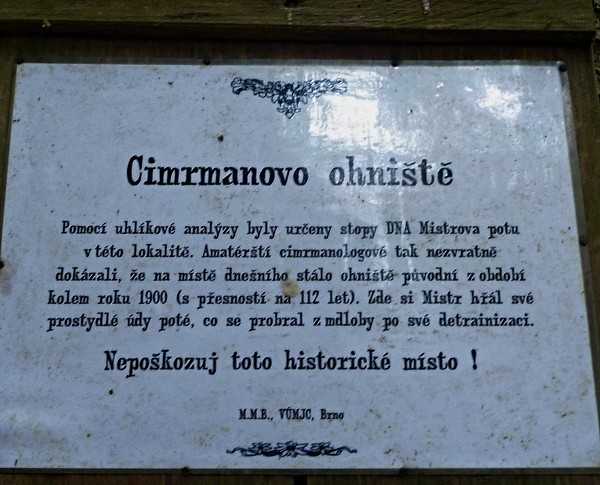 Cimrmanovo ohniště
Pomocí uhlíkové analýzy byly určeny stopy DNA Mistrova potu
v této lokalitě. Amatérští cimrmanologové tak nezvratně
dokázali, že na místě dnešního stálo ohniště původní z období
kolem roku 1900 (s přesností na 112 let). Zde si Mistr hřál své
prostydlé údy poté, co se probral z mdloby po své detrainizaci.
Nepoškozuj toto historické místo !
M.M.B., VÚMJC, Brno